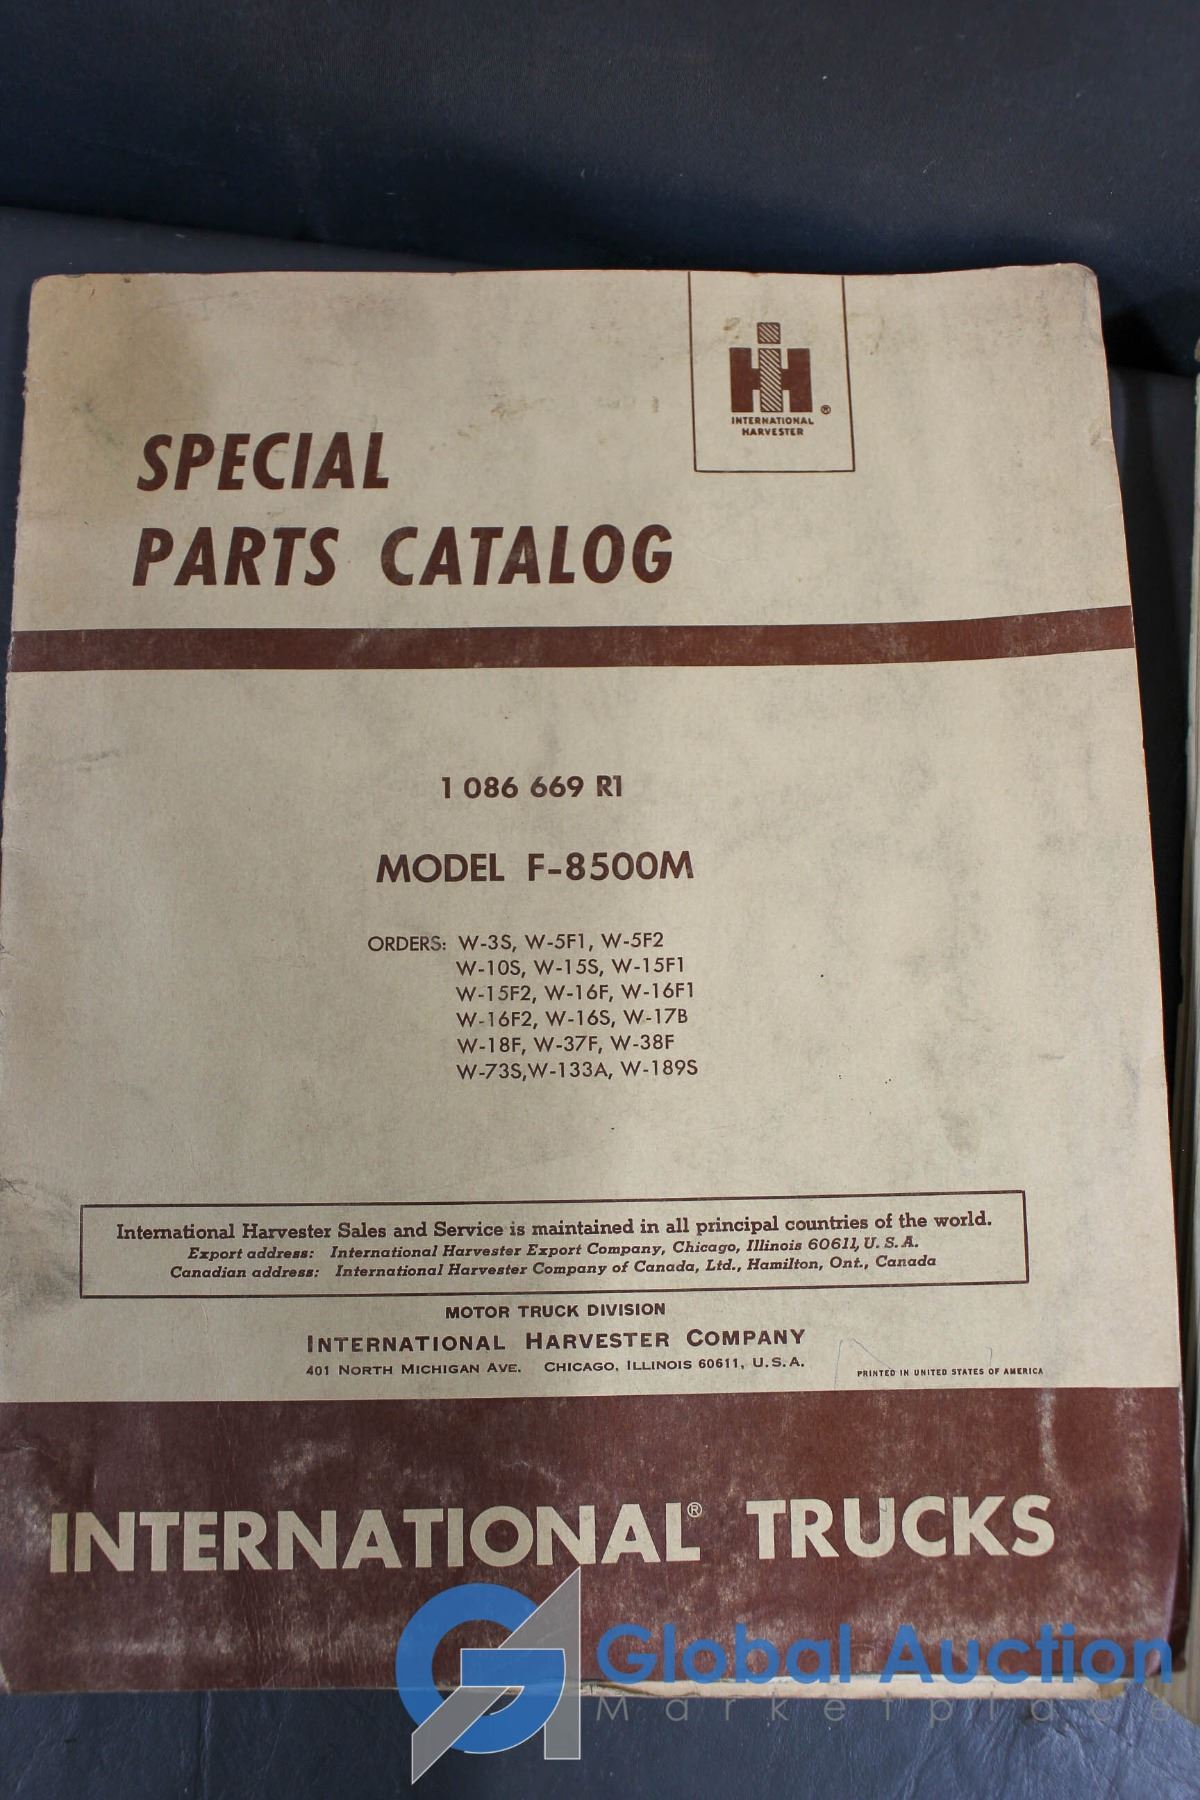 INTERNATIONAL
HARVESTER
®
SPECIAL
PARTS CATALOG
1 086 669 R1
MODEL F-8500M
ORDERS: W-3S, W-5F1, W-5F2
W-10S, W-15S, W-15F1
W-15F2, W-16F, W-16F1
W-16F2, W-16S, W-17B
W-18F, W-37F, W-38F
W-73S,W-133A, W-189S
International Harvester Sales and Service is maintained in all principal countries of the world.
Export address: International Harvester Export Company, Chicago, Illinois 60611, U.S.A.
Canadian address: International Harvester Company of Canada, Ltd., Hamilton, Ont., Canada
MOTOR TRUCK DIVISION
INTERNATIONAL HARVESTER COMPANY
401 NORTH MICHIGAN AVE. CHICAGO, ILLINOIS 60611, U.S.A.
PRINTED IN UNITED STATES OF AMERICA
INTERNATIONAL® TRUCKS
Global Auction
Marketplace